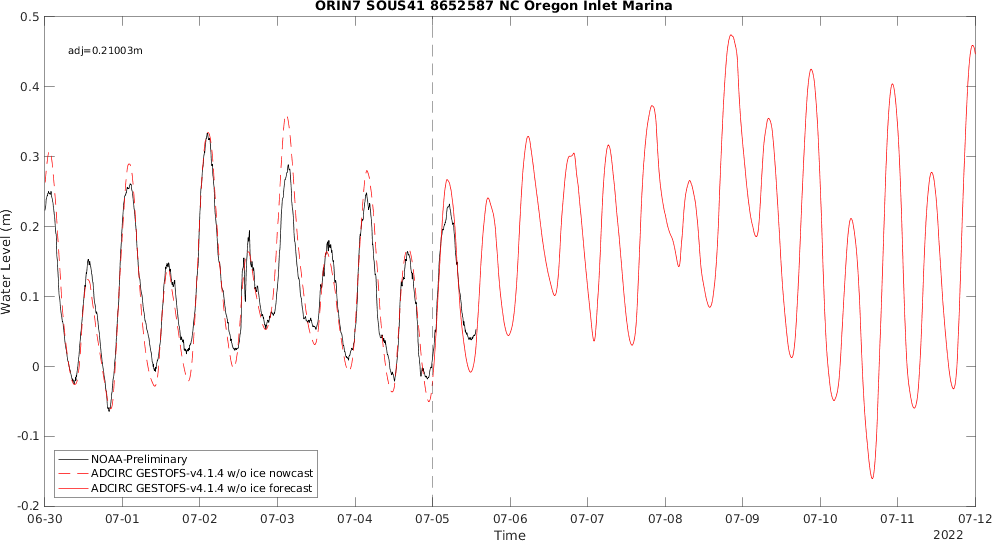 ORIN7 SOUS41 8652587 NC Oregon Inlet Marina
adj=0.21003m
0.5
0.4
0.3
0.2
0.1
0
-0.1
-0.2
Water Level (m)
NOAA-Preliminary
ADCIRC GESTOFS-v4.1.4 w/o ice nowcast
ADCIRC GESTOFS-v4.1.4 w/o ice forecast
06-30 07-01 07-02 07-03 07-04 07-05 07-06 07-07 07-08 07-09 07-10 07-11 07-12
Time
2022